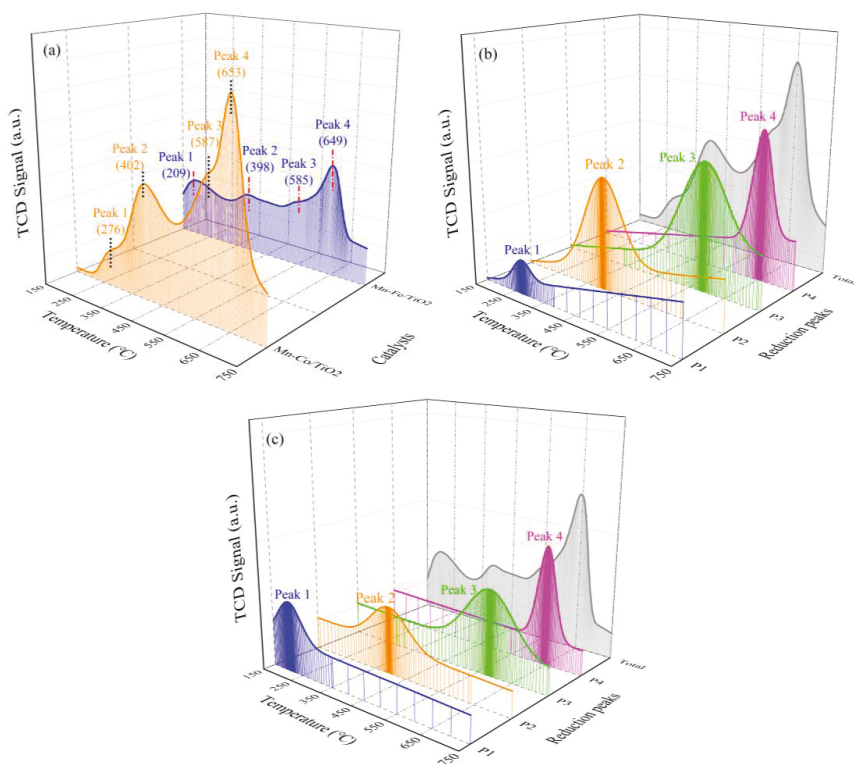 (a)
Peak 4
(653)
Peak 3
(587)
Peak 2
(402)
Peak 1
(276)
Peak 1
(209)
Peak 2
(398)
Peak 3
(585)
Peak 4
(649)
TCD Signal (a.u.)
150
250
350
450
550
650
750
Temperature (°C)
Mn-Co/TiO2
Mn-Fe/TiO2
Catalysts
(b)
Peak 1
Peak 2
Peak 3
Peak 4
TCD Signal (a.u.)
150
250
350
450
550
650
750
Temperature (°C)
P1
P2
P3
P4
Total
Reduction peaks
(c)
Peak 1
Peak 2
Peak 3
Peak 4
TCD Signal (a.u.)
150
250
350
450
550
650
750
Temperature (°C)
P1
P2
P3
P4
Total
Reduction peaks